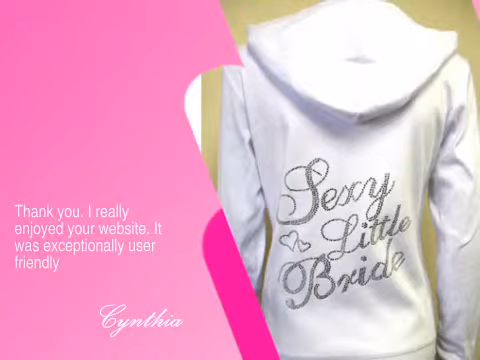 Thank you. I really
enjoyed your website. It
was exceptionally user
friendly
Cynthia
Sexy
Little
Bride